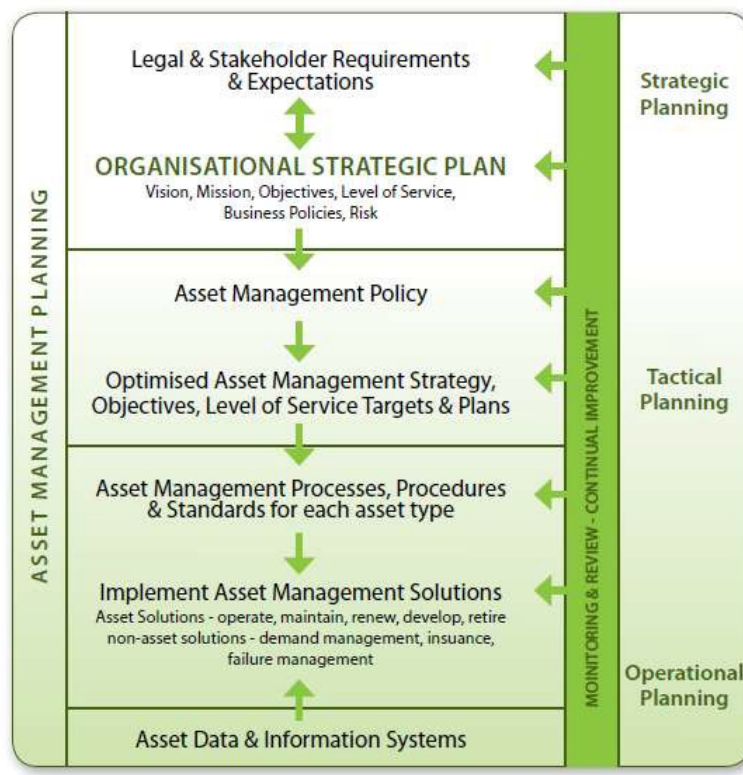 ASSET MANAGEMENT PLANNING
Legal & Stakeholder Requirements
& Expectations
ORGANISATIONAL STRATEGIC PLAN
Vision, Mission, Objectives, Level of Service,
Business Policies, Risk
Asset Management Policy
Optimised Asset Management Strategy,
Objectives, Level of Service Targets & Plans
Asset Management Processes, Procedures
& Standards for each asset type
Implement Asset Management Solutions
Asset Solutions - operate, maintain, renew, develop, retire
non-asset solutions - demand management, insuance,
failure management
Asset Data & Information Systems
MOINITORING & REVIEW - CONTINUAL IMPROVEMENT
Strategic
Planning
Tactical
Planning
Operational
Planning